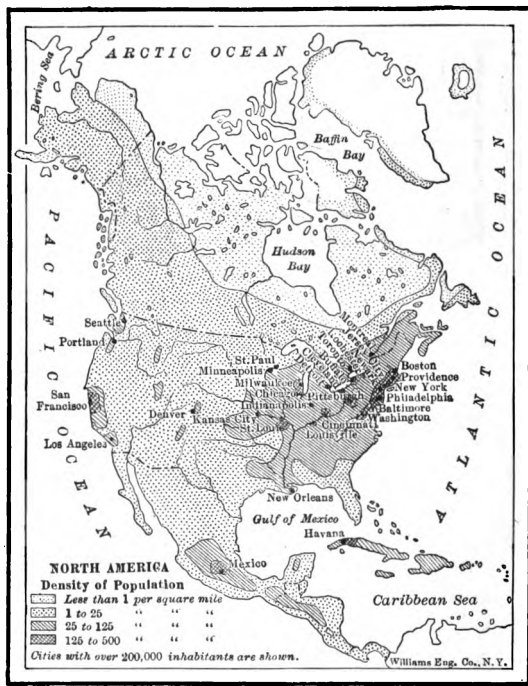 ARCTIC OCEAN
Bering Sea
Baffin
Bay
Hudson
Bay
PACIFIC OCEAN
ATLANTIC OCEAN
Seattle
Portland
St. Paul
Minneapolis
Milwaukee
Chicago
Indianapolis
Pittsburgh
Boston
Providence
New York
Philadelphia
Baltimore
Washington
San
Francisco
Denver
Kansas City
St. Louis
Cincinnati
Louisville
Los Angeles
New Orleans
Gulf of Mexico
Havana
Mexico
Caribbean Sea
NORTH AMERICA
Density of Population
Less than 1 per square mile
1 to 25 " " "
25 to 125 " " "
125 to 500 " " "
Cities with over 200,000 inhabitants are shown.
Williams Eng. Co., N.Y.